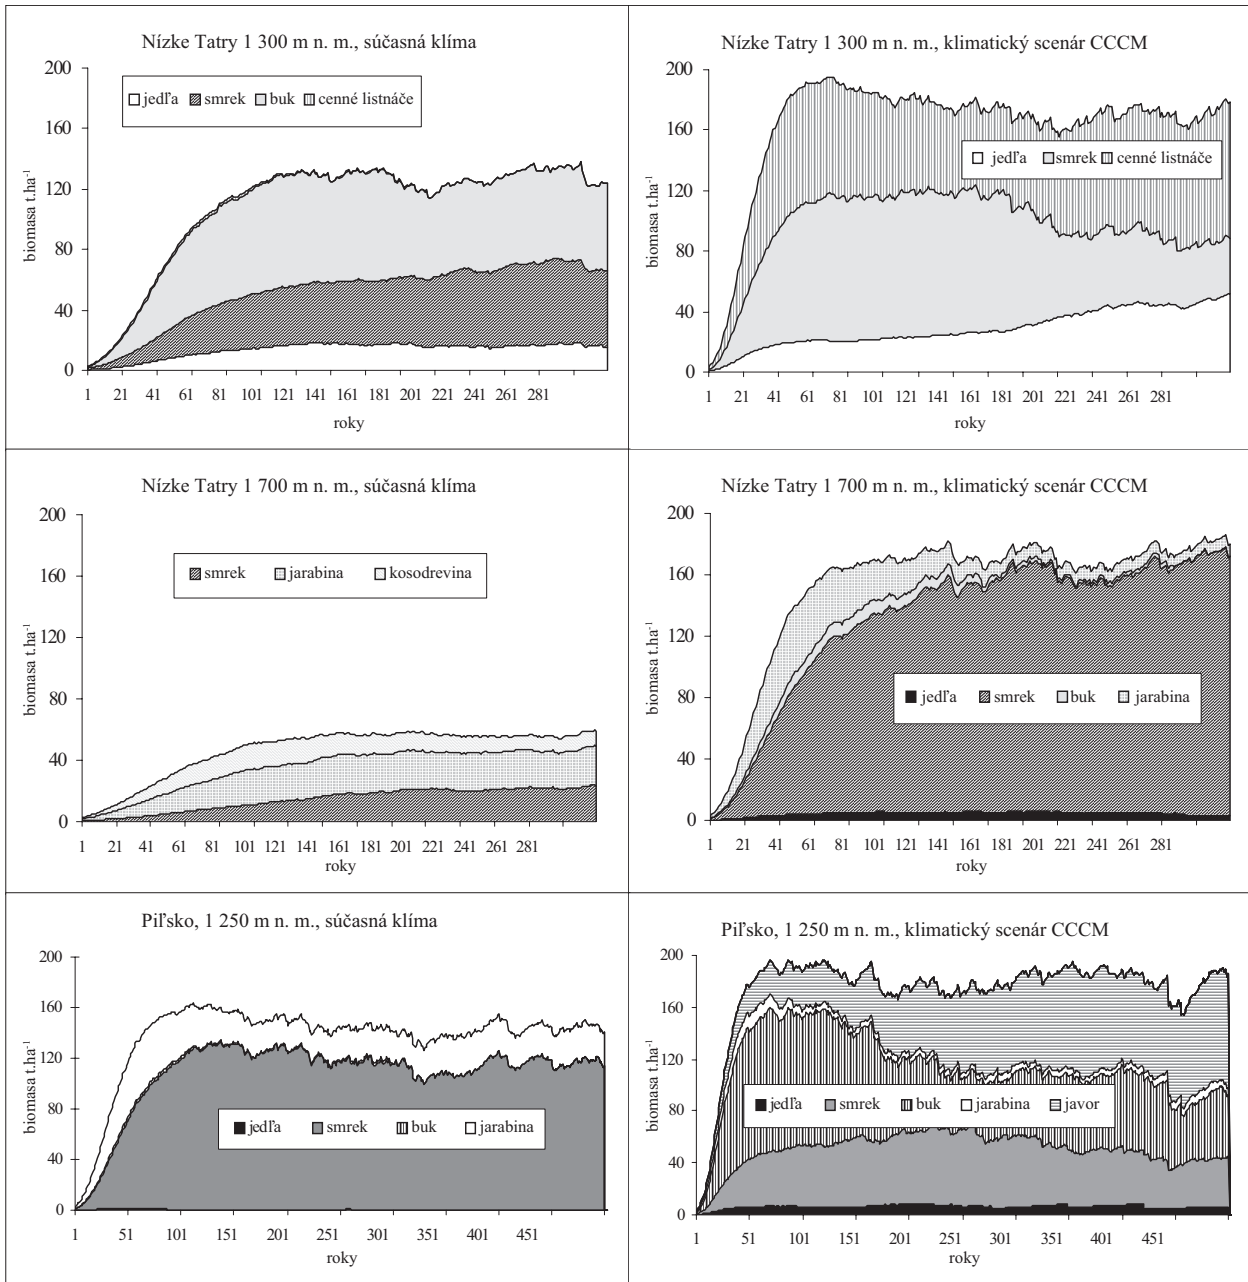 Nízke Tatry 1 300 m n. m., súčasná klíma
200
160
120
80
40
0
biomasa t.ha-1
jedľa smrek buk cenné listnáče
1 21 41 61 81 101 121 141 161 181 201 221 241 261 281
roky
Nízke Tatry 1 300 m n. m., klimatický scenár CCCM
200
160
120
80
40
0
biomasa t.ha-1
jedľa smrek cenné listnáče
1 21 41 61 81 101 121 141 161 181 201 221 241 261 281
roky
Nízke Tatry 1 700 m n. m., súčasná klíma
200
160
120
80
40
0
biomasa t.ha-1
smrek jarabina kosodrevina
1 21 41 61 81 101 121 141 161 181 201 221 241 261 281
roky
Nízke Tatry 1 700 m n. m., klimatický scenár CCCM
200
160
120
80
40
0
biomasa t.ha-1
jedľa smrek buk jarabina
1 21 41 61 81 101 121 141 161 181 201 221 241 261 281
roky
Piľsko, 1 250 m n. m., súčasná klíma
200
160
120
80
40
0
biomasa t.ha-1
jedľa smrek buk jarabina
1 51 101 151 201 251 301 351 401 451
roky
Piľsko, 1 250 m n. m., klimatický scenár CCCM
200
160
120
80
40
0
biomasa t.ha-1
jedľa smrek buk jarabina javor
1 51 101 151 201 251 301 351 401 451
roky